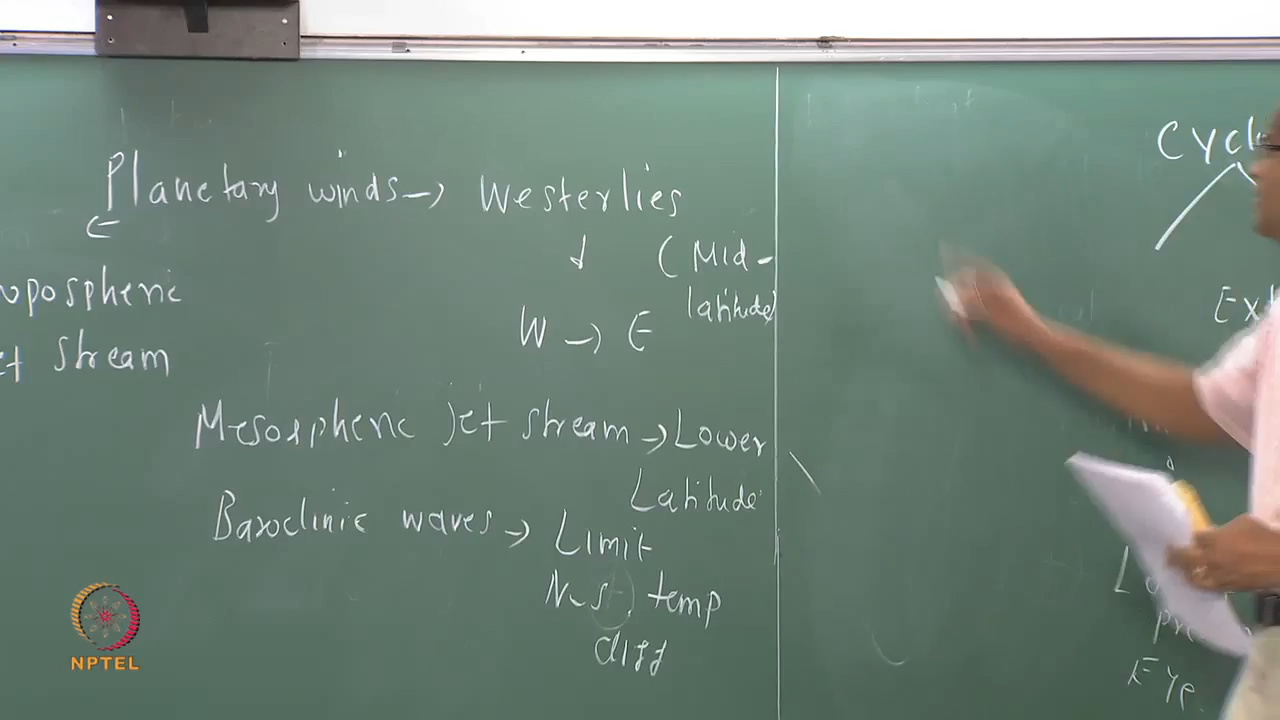 Planetary winds → Westerlies
(Mid-
latitude)
ropospheric
et stream
W → E
Mesospheric jet stream → Lower
Latitude
Baroclinic waves → Limit
N-S temp
diff
Cycl
Ext
Eye
NPTEL